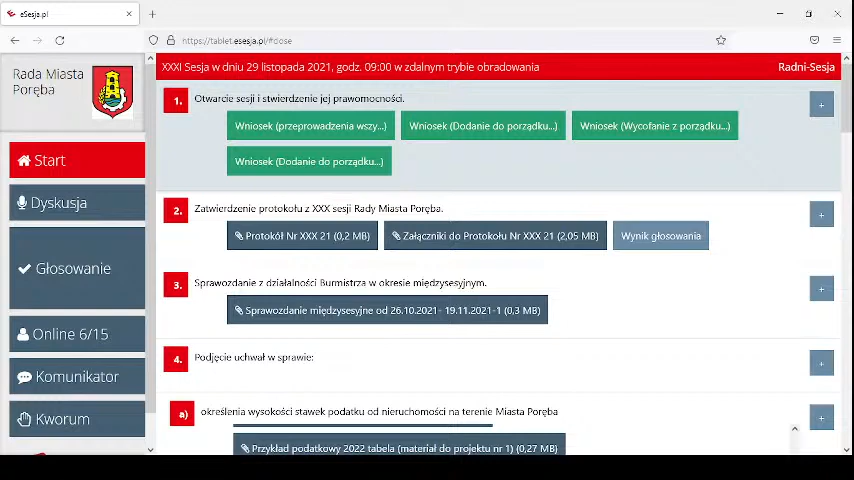 eSesja.pl
https://tablet.esesja.pl/#dose
Rada Miasta
Poręba
XXXI Sesja w dniu 29 listopada 2021, godz. 09:00 w zdalnym trybie obradowania
Radni-Sesja
1. Otwarcie sesji i stwierdzenie jej prawomocności.
+
Wniosek (przeprowadzenia wszy...)
Wniosek (Dodanie do porządku...)
Wniosek (Wycofanie z porządku...)
Wniosek (Dodanie do porządku...)
Start
Dyskusja
Głosowanie
Online 6/15
Komunikator
Kworum
2. Zatwierdzenie protokołu z XXX sesji Rady Miasta Poręba.
+
Protokół Nr XXX 21 (0,2 MB)
Załączniki do Protokołu Nr XXX 21 (2,05 MB)
Wynik głosowania
3. Sprawozdanie z działalności Burmistrza w okresie międzysesyjnym.
+
Sprawozdanie międzysesyjne od 26.10.2021- 19.11.2021-1 (0,3 MB)
4. Podjęcie uchwał w sprawie:
+
a) określenia wysokości stawek podatku od nieruchomości na terenie Miasta Poręba
+
Przykład podatkowy 2022 tabela (materiał do projektu nr 1) (0,27 MB)